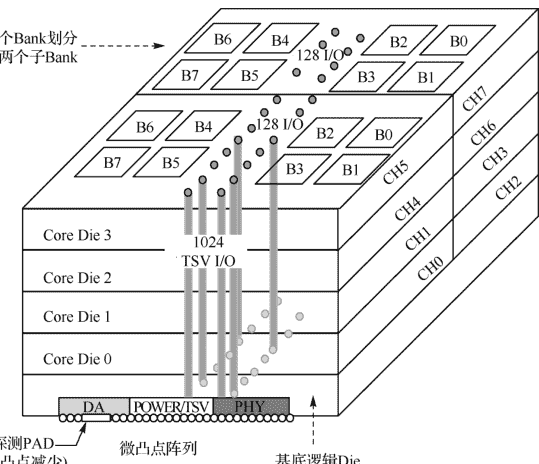 个Bank划分
两个子Bank
B6 B4 128 I/O B2 B0
B7 B5 B3 B1
CH7
B6 B4 128 I/O B2 B0
CH6
B7 B5 B3 B1
CH5
CH3
CH4
CH2
Core Die 3
1024
TSV I/O
CH1
Core Die 2
CH0
Core Die 1
Core Die 0
DA POWER/TSV PHY
探测PAD
凸点减少)
微凸点阵列
基底逻辑Die